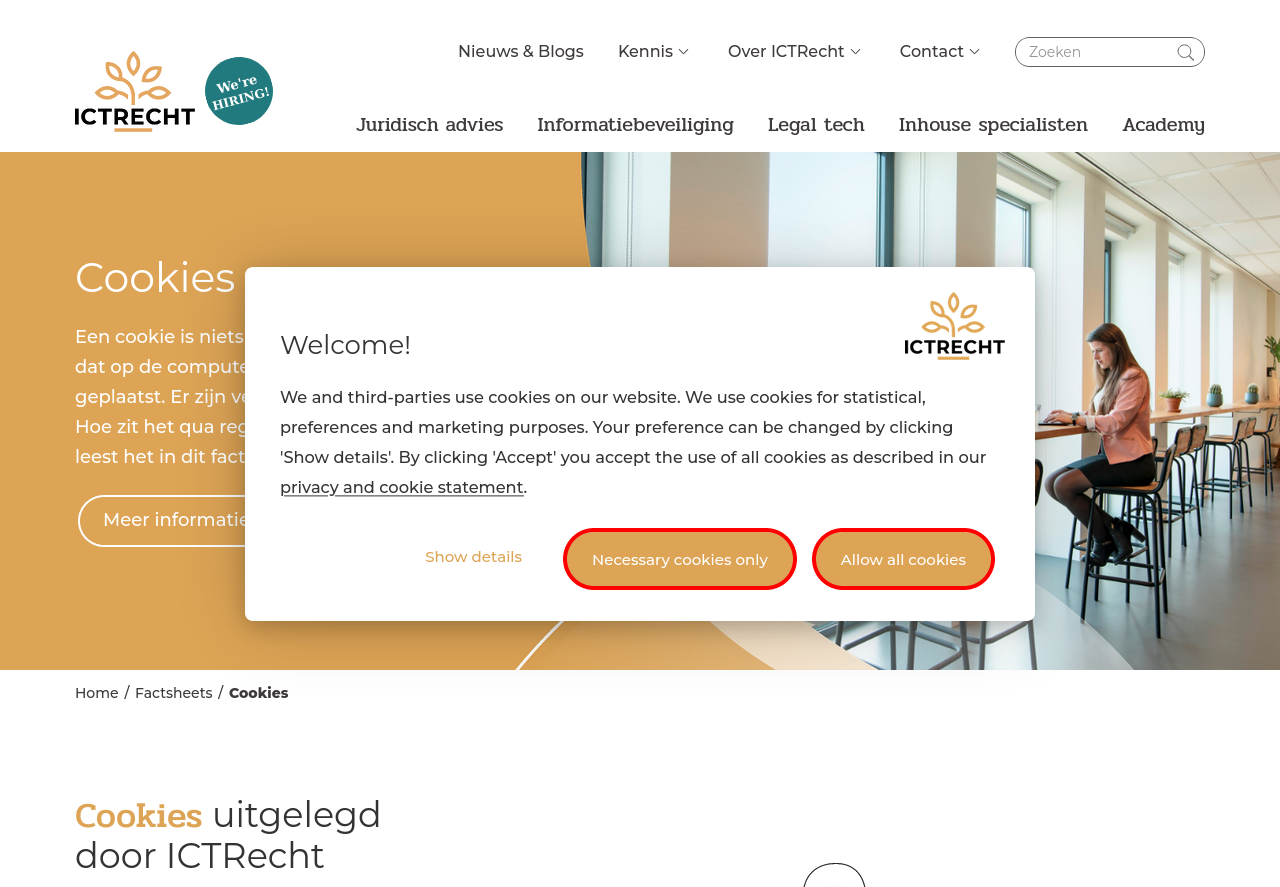 Nieuws & Blogs
Kennis
Over ICTRecht
Contact
Zoeken
ICTRECHT
We're
HIRING!
Juridisch advies
Informatiebeveiliging
Legal tech
Inhouse specialisten
Academy
Cookies
Een cookie is niets
dat op de compute
geplaatst. Er zijn ve
Hoe zit het qua reg
leest het in dit fact
Meer informatie
ICTRECHT
Welcome!
We and third-parties use cookies on our website. We use cookies for statistical,
preferences and marketing purposes. Your preference can be changed by clicking
'Show details'. By clicking 'Accept' you accept the use of all cookies as described in our
privacy and cookie statement.
Show details
Necessary cookies only
Allow all cookies
Home / Factsheets / Cookies
Cookies uitgelegd
door ICTRecht